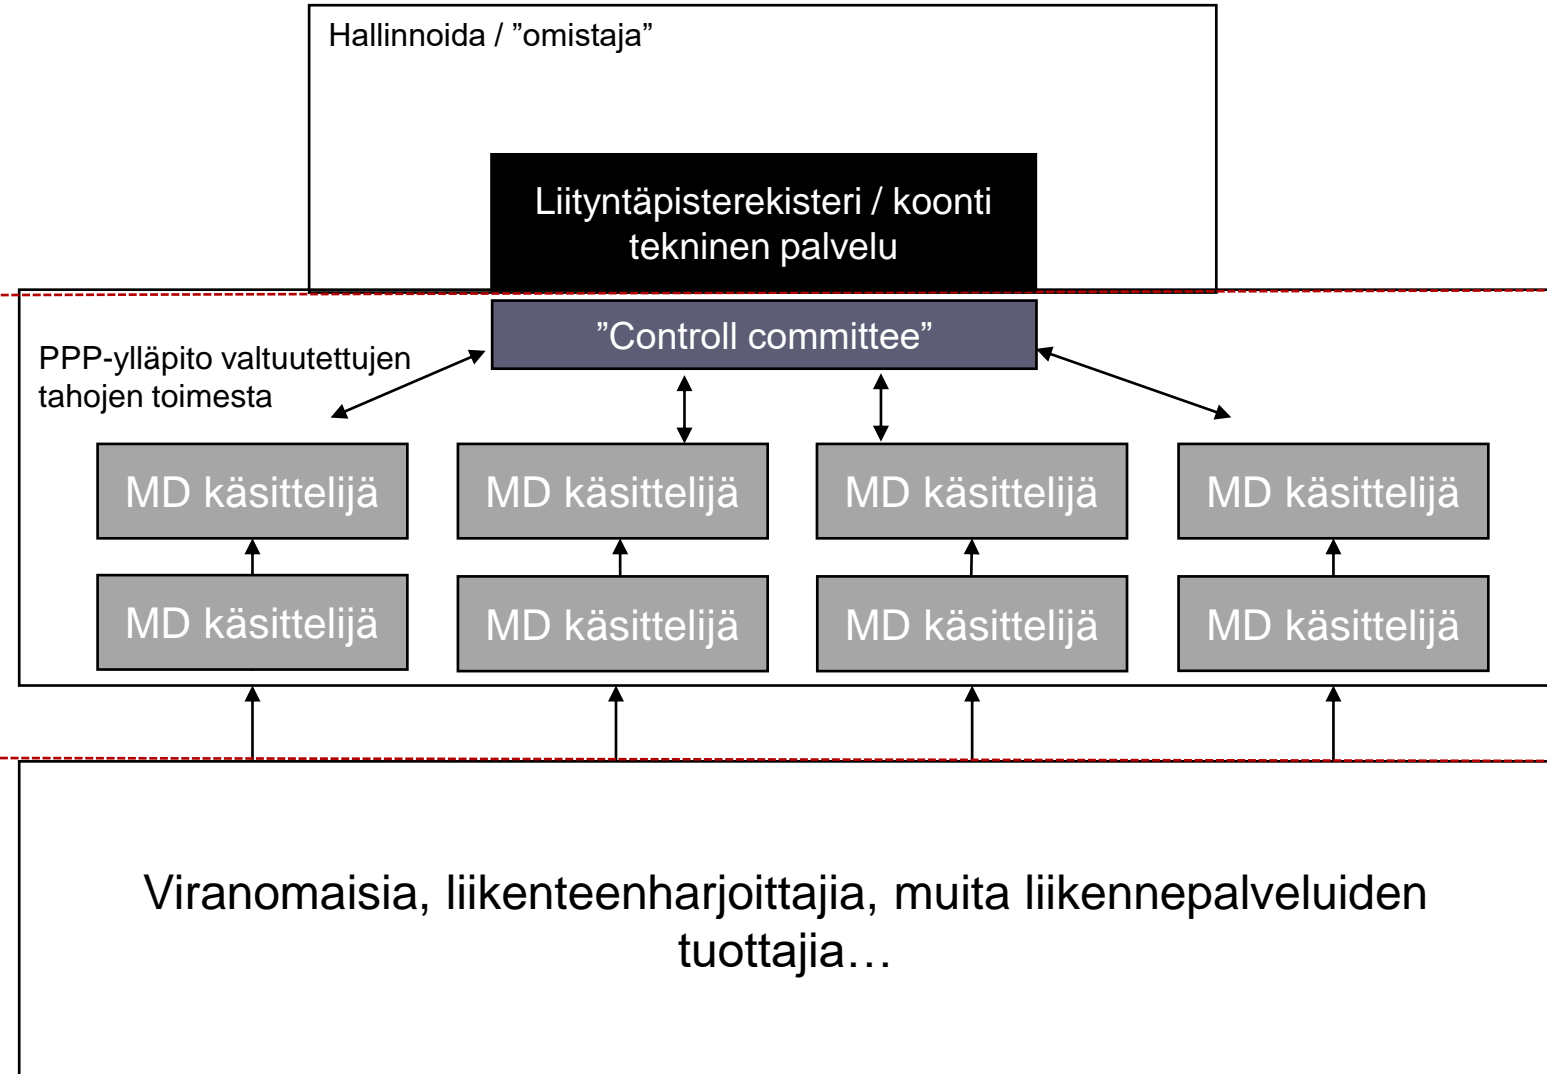 Hallinnoida / ”omistaja”
Liityntäpisterekisteri / koonti
tekninen palvelu
”Controll committee”
PPP-ylläpito valtuutettujen
tahojen toimesta
MD käsittelijä
MD käsittelijä
MD käsittelijä
MD käsittelijä
MD käsittelijä
MD käsittelijä
MD käsittelijä
MD käsittelijä
Viranomaisia, liikenteenharjoittajia, muita liikennepalveluiden
tuottajia…